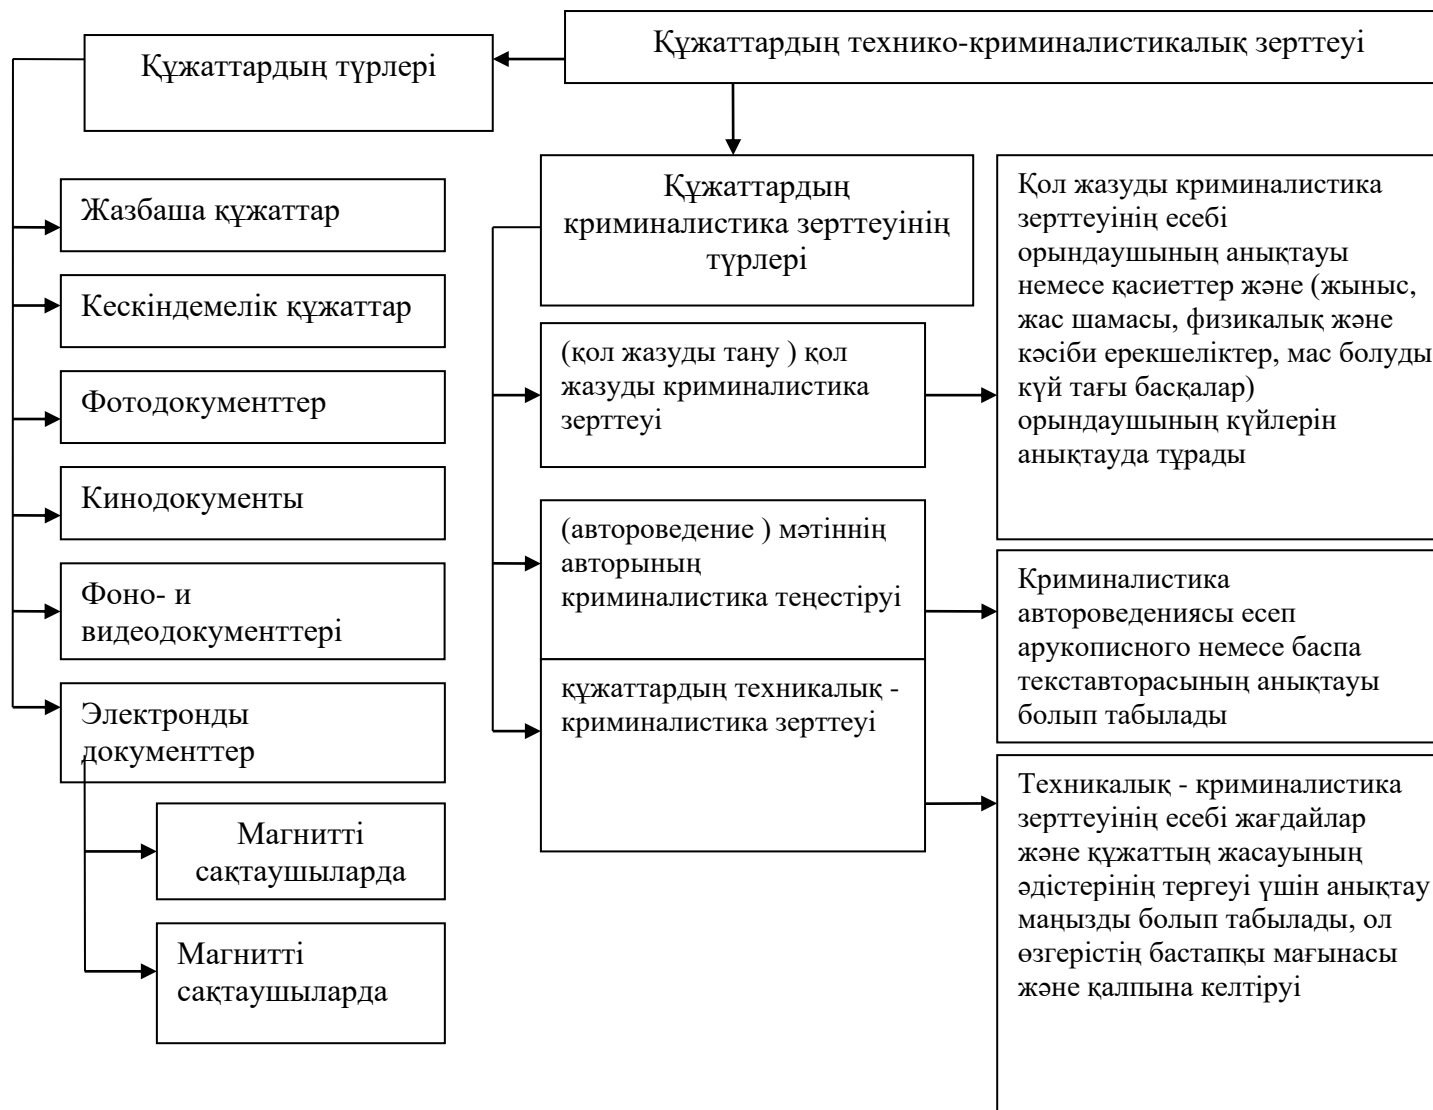 Құжаттардың технико-криминалистикалық зерттеуі
Құжаттардың түрлері
Жазбаша құжаттар
Кескіндемелік құжаттар
Фотодокументтер
Кинодокументы
Фоно- и
видеодокументтері
Электронды
документтер
Магнитті
сақтаушыларда
Магнитті
сақтаушыларда
Құжаттардың
криминалистика зерттеуінің
түрлері
(қол жазуды тану ) қол
жазуды криминалистика
зерттеуі
(автороведение ) мәтіннің
авторының
криминалистика теңестіруі
құжаттардың техникалық -
криминалистика зерттеуі
Қол жазуды криминалистика
зерттеуінің есебі
орындаушының анықтауы
немесе қасиеттер және (жыныс,
жас шамасы, физикалық және
кәсіби ерекшеліктер, мас болуды
күй тағы басқалар)
орындаушының күйлерін
анықтауда тұрады
Криминалистика
автороведениясы есеп
арукописного немесе баспа
текставторасының анықтауы
болып табылады
Техникалық - криминалистика
зерттеуінің есебі жағдайлар
және құжаттың жасауының
әдістерінің тергеуі үшін анықтау
маңызды болып табылады, ол
өзгерістің бастапқы мағынасы
және қалпына келтіруі